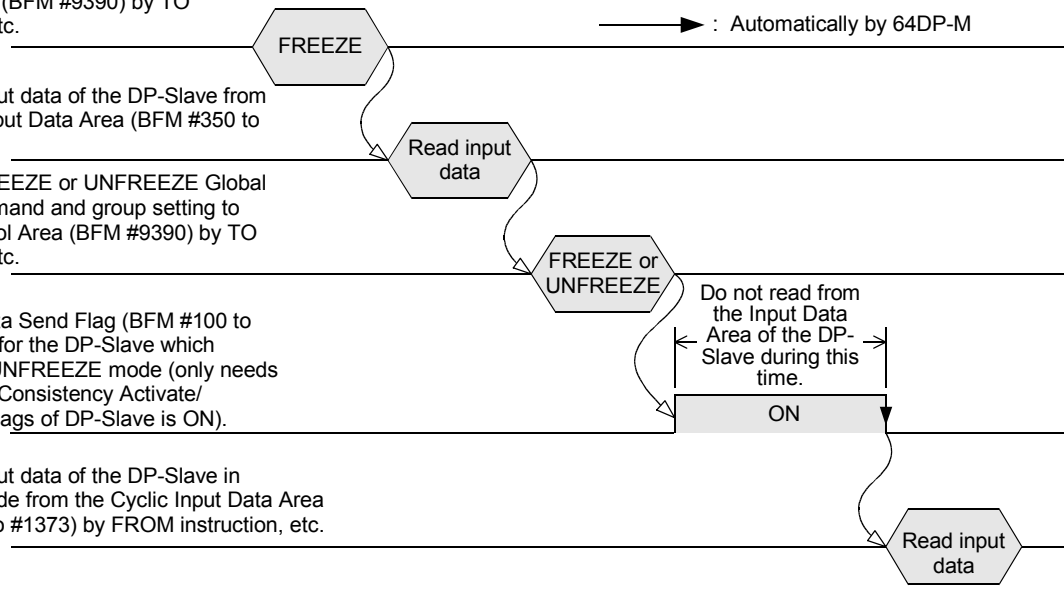 (BFM #9390) by TO
tc.
: Automatically by 64DP-M
FREEZE
ut data of the DP-Slave from
out Data Area (BFM #350 to
Read input
data
EEZE or UNFREEZE Global
mand and group setting to
ol Area (BFM #9390) by TO
tc.
FREEZE or
UNFREEZE
Do not read from
the Input Data
Area of the DP-
Slave during this
time.
ta Send Flag (BFM #100 to
for the DP-Slave which
UNFREEZE mode (only needs
Consistency Activate/
ags of DP-Slave is ON).
ON
ut data of the DP-Slave in
de from the Cyclic Input Data Area
o #1373) by FROM instruction, etc.
Read input
data